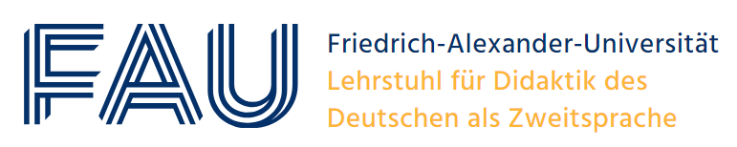 FAU
Friedrich-Alexander-Universität
Lehrstuhl für Didaktik des
Deutschen als Zweitsprache